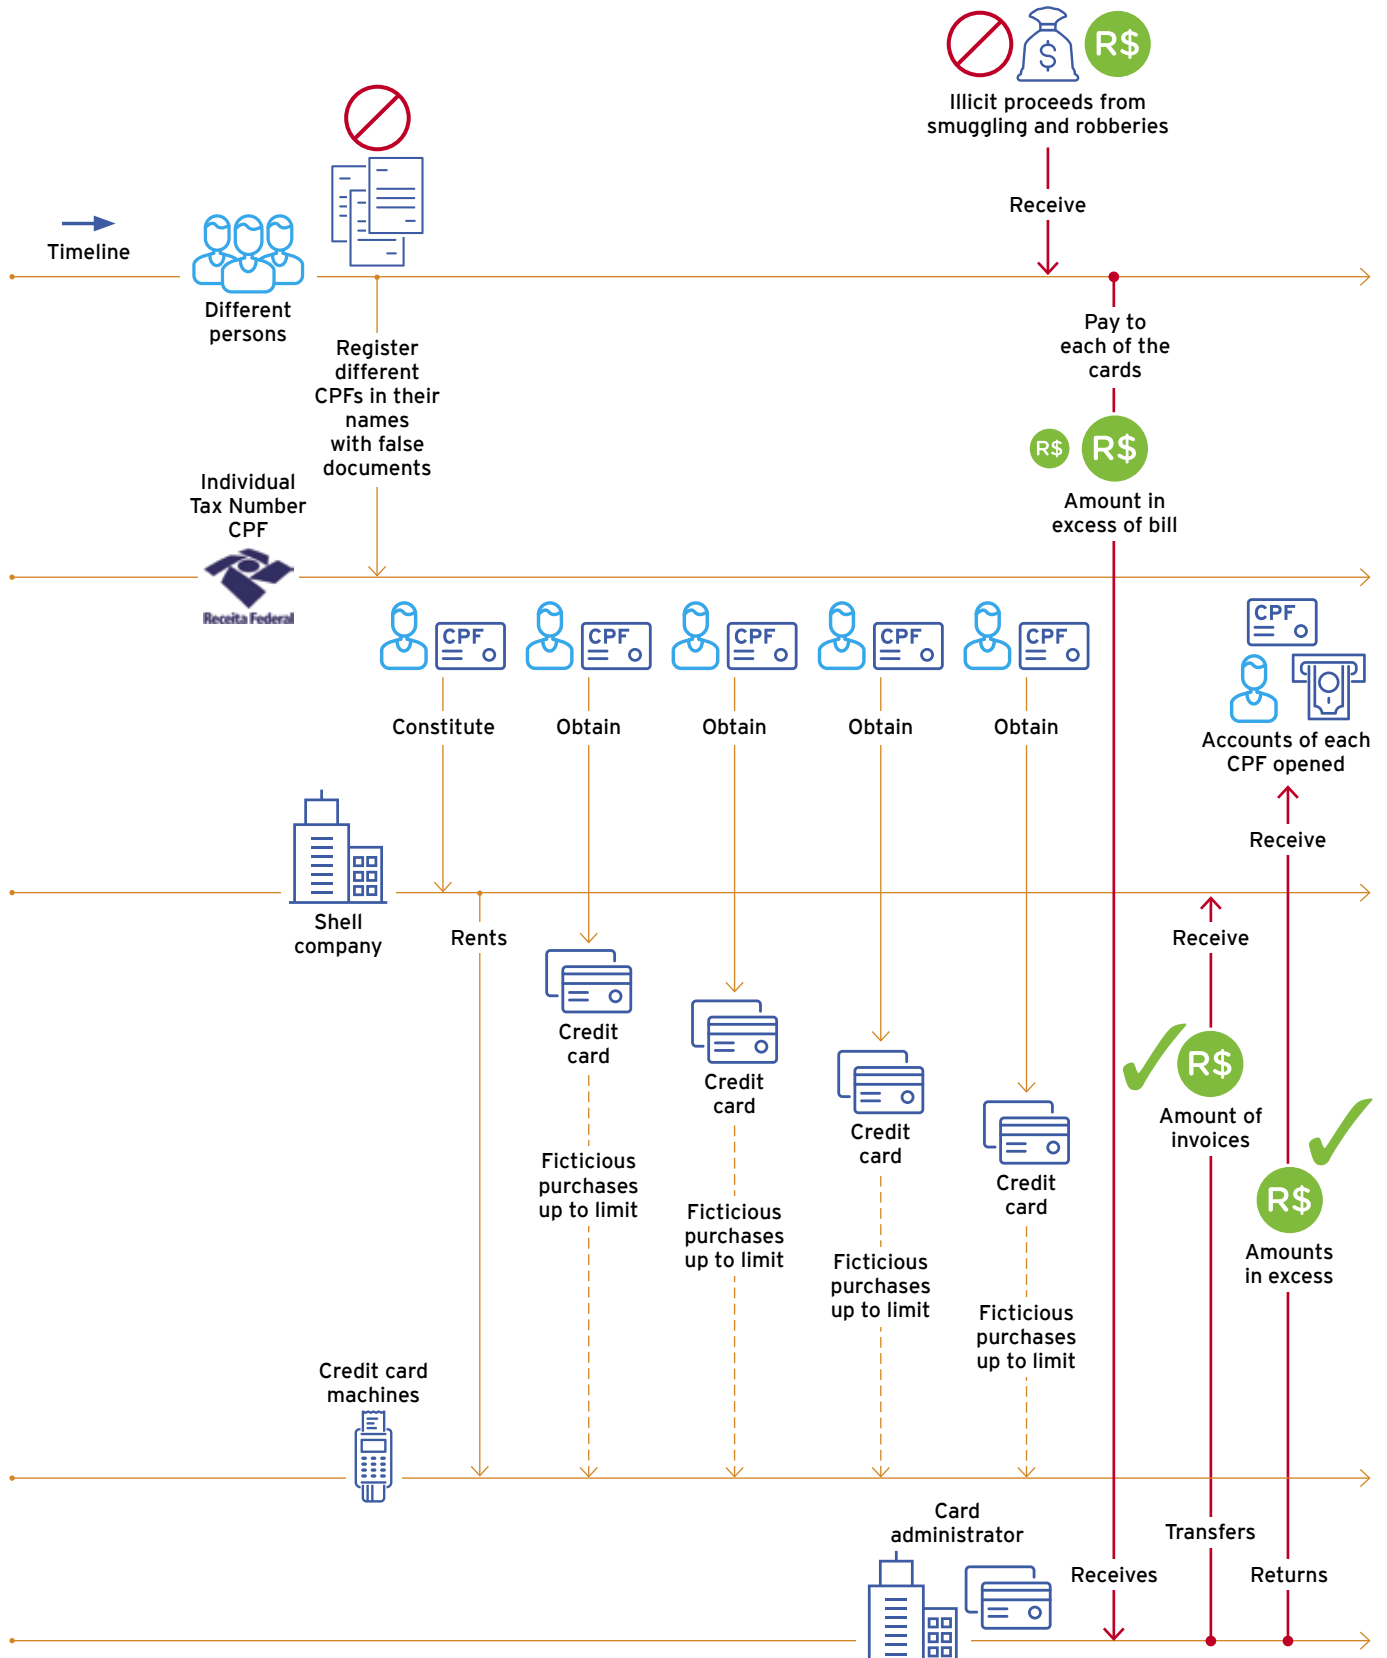 R$
$
Illicit proceeds from
smuggling and robberies
Receive
Timeline
Different
persons
Register
different
CPFs in their
names
with false
documents
Pay to
each of the
cards
R$
R$
Amount in
excess of bill
Individual
Tax Number
CPF
Receita Federal
CPF
CPF
CPF
CPF
CPF
CPF
Constitute
Obtain
Obtain
Obtain
Obtain
Accounts of each
CPF opened
Receive
Shell
company
Rents
Receive
Credit
card
Credit
card
Credit
card
Credit
card
R$
Amount of
invoices
Ficticious
purchases
up to limit
Ficticious
purchases
up to limit
Ficticious
purchases
up to limit
Ficticious
purchases
up to limit
R$
Amounts
in excess
Credit card
machines
Card
administrator
Receives
Transfers
Returns